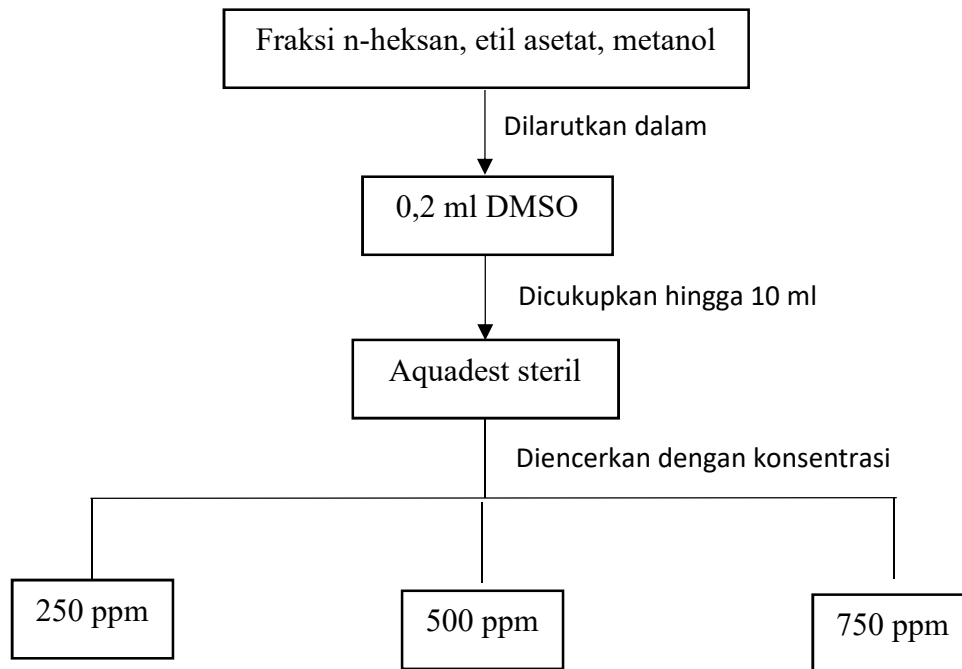 Fraksi n-heksan, etil asetat, metanol
Dilarutkan dalam
0,2 ml DMSO
Dicukupkan hingga 10 ml
Aquadest steril
Diencerkan dengan konsentrasi
250 ppm
500 ppm
750 ppm